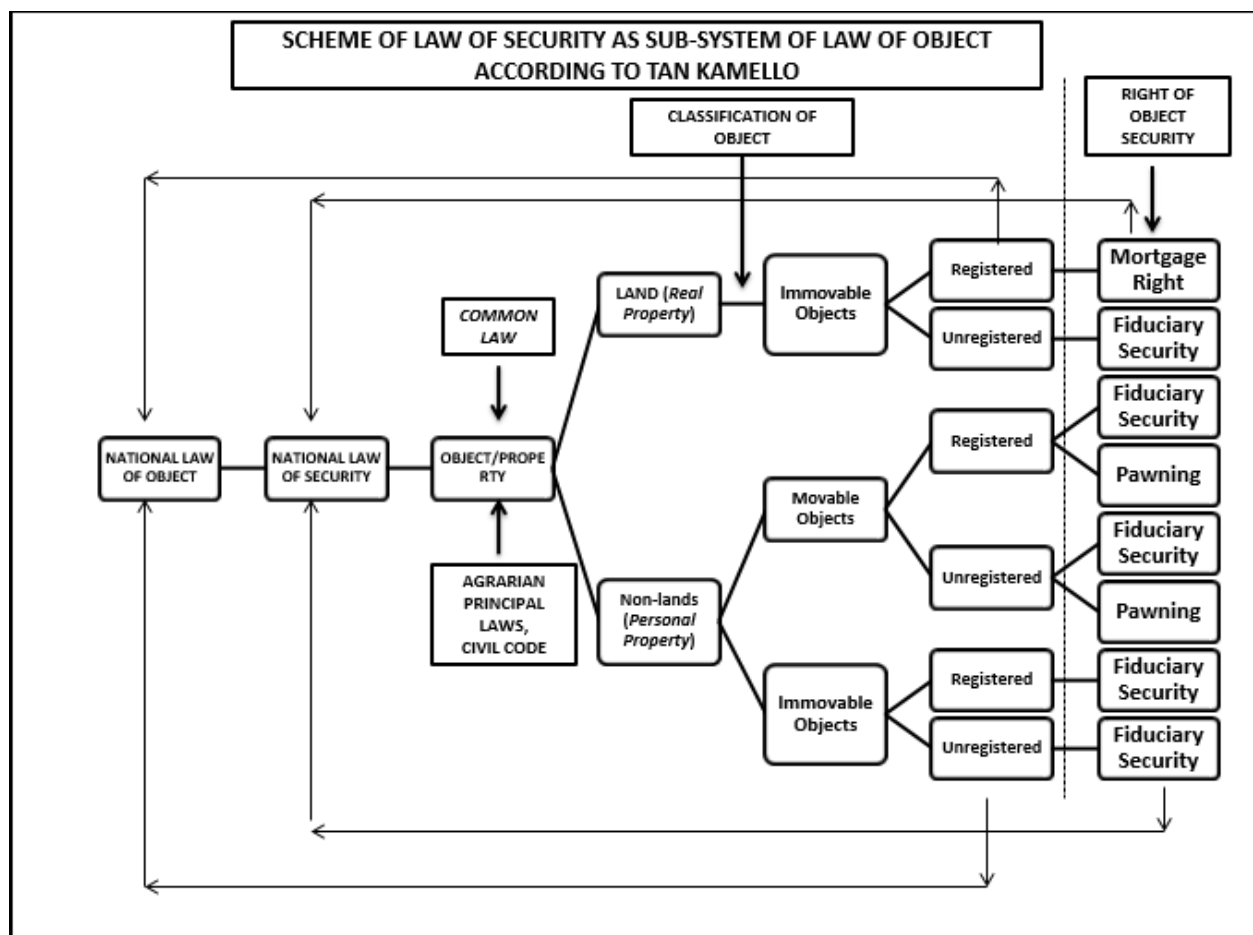 SCHEME OF LAW OF SECURITY AS SUB-SYSTEM OF LAW OF OBJECT
ACCORDING TO TAN KAMELLO
CLASSIFICATION OF
OBJECT
RIGHT OF
OBJECT
SECURITY
COMMON
LAW
NATIONAL LAW
OF OBJECT
NATIONAL LAW
OF SECURITY
OBJECT/PROPE
RTY
AGRARIAN
PRINCIPAL
LAWS,
CIVIL CODE
LAND (Real
Property)
Non-lands
(Personal
Property)
Immovable
Objects
Movable
Objects
Immovable
Objects
Registered
Unregistered
Registered
Unregistered
Registered
Unregistered
Mortgage
Right
Fiduciary
Security
Fiduciary
Security
Pawning
Fiduciary
Security
Pawning
Fiduciary
Security
Fiduciary
Security